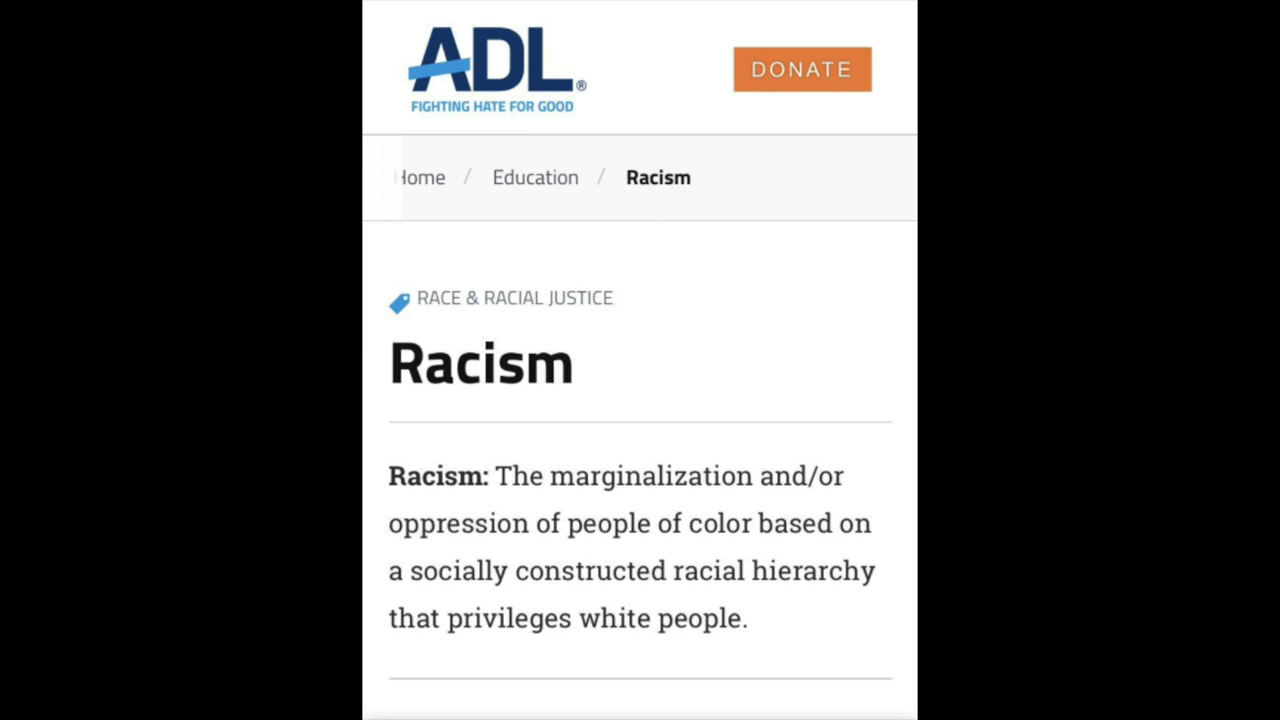 ADL®
FIGHTING HATE FOR GOOD
DONATE
Home / Education / Racism
RACE & RACIAL JUSTICE
Racism
Racism: The marginalization and/or
oppression of people of color based on
a socially constructed racial hierarchy
that privileges white people.